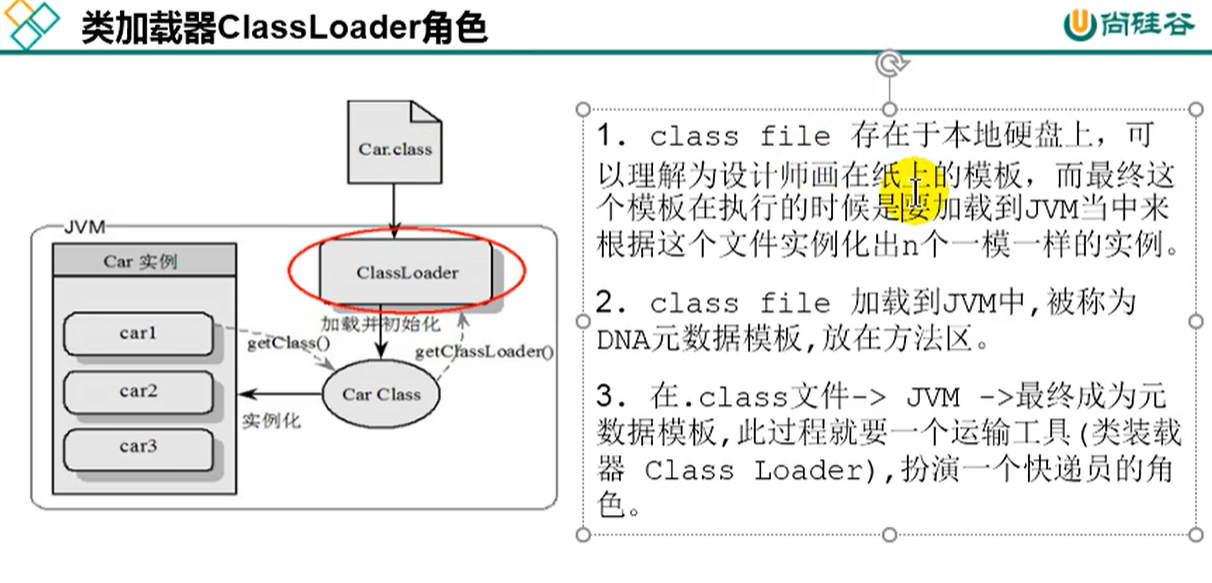 类加载器ClassLoader角色
尚硅谷
Car.class
JVM
Car 实例
ClassLoader
加载并初始化
car1
getClass()
getClassLoader()
car2
Car Class
实例化
car3
1. class file 存在于本地硬盘上，可
以理解为设计师画在纸上的模板，而最终这
个模板在执行的时候是要加载到JVM当中来
根据这个文件实例化出n个一模一样的实例。
2. class file 加载到JVM中,被称为
DNA元数据模板,放在方法区。
3. 在.class文件-> JVM ->最终成为元
数据模板,此过程就要一个运输工具(类装载
器 Class Loader),扮演一个快递员的角
色。